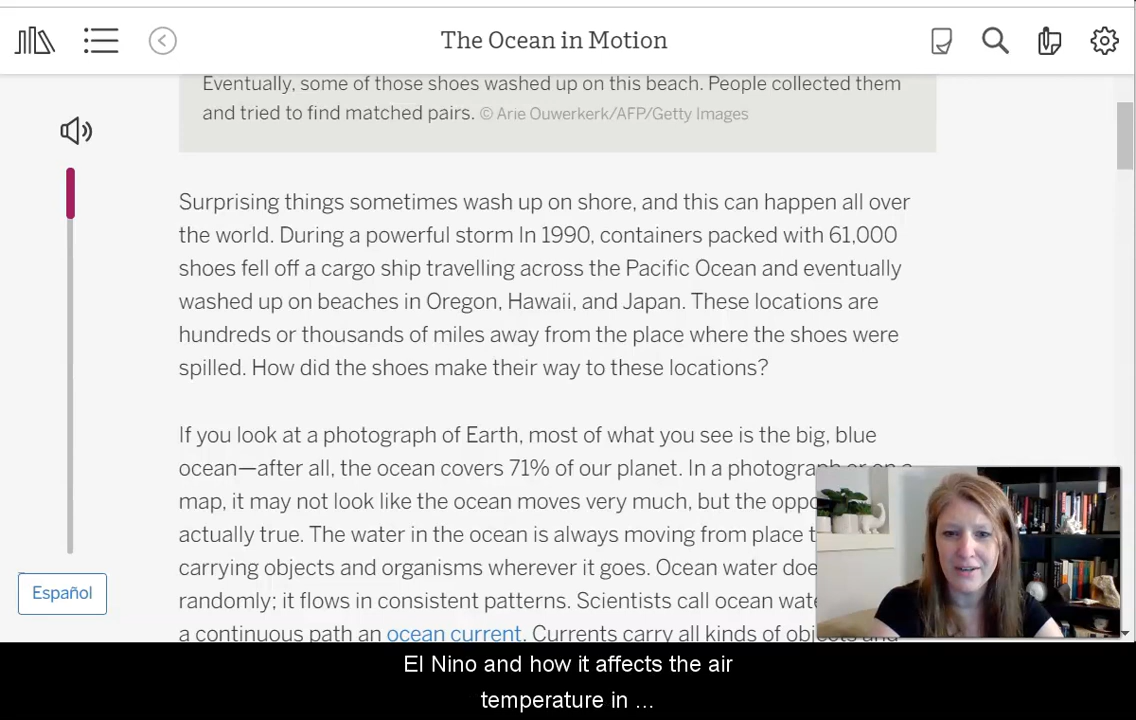 The Ocean in Motion
Eventually, some of those shoes washed up on this beach. People collected them
and tried to find matched pairs. © Arie Ouwerkerk/AFP/Getty Images
Surprising things sometimes wash up on shore, and this can happen all over
the world. During a powerful storm In 1990, containers packed with 61,000
shoes fell off a cargo ship travelling across the Pacific Ocean and eventually
washed up on beaches in Oregon, Hawaii, and Japan. These locations are
hundreds or thousands of miles away from the place where the shoes were
spilled. How did the shoes make their way to these locations?
If you look at a photograph of Earth, most of what you see is the big, blue
ocean—after all, the ocean covers 71% of our planet. In a photograph or on a
map, it may not look like the ocean moves very much, but the oppo
actually true. The water in the ocean is always moving from place t
carrying objects and organisms wherever it goes. Ocean water doe
randomly; it flows in consistent patterns. Scientists call ocean wate
a continuous path an ocean current. Currents carry all kinds of objects and
Español
El Nino and how it affects the air
temperature in ...